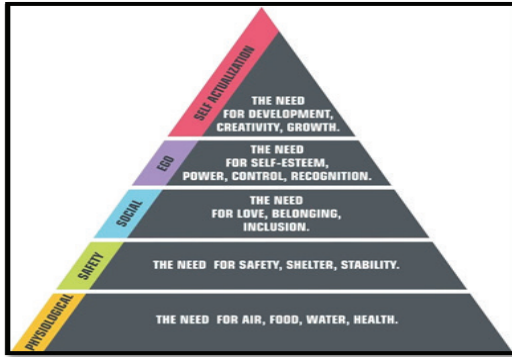 SELF ACTUALIZATION
THE NEED
FOR DEVELOPMENT,
CREATIVITY, GROWTH.
EGO
THE NEED
FOR SELF-ESTEEM,
POWER, CONTROL, RECOGNITION.
SOCIAL
THE NEED
FOR LOVE, BELONGING,
INCLUSION.
SAFETY
THE NEED FOR SAFETY, SHELTER, STABILITY.
PHYSIOLOGICAL
THE NEED FOR AIR, FOOD, WATER, HEALTH.